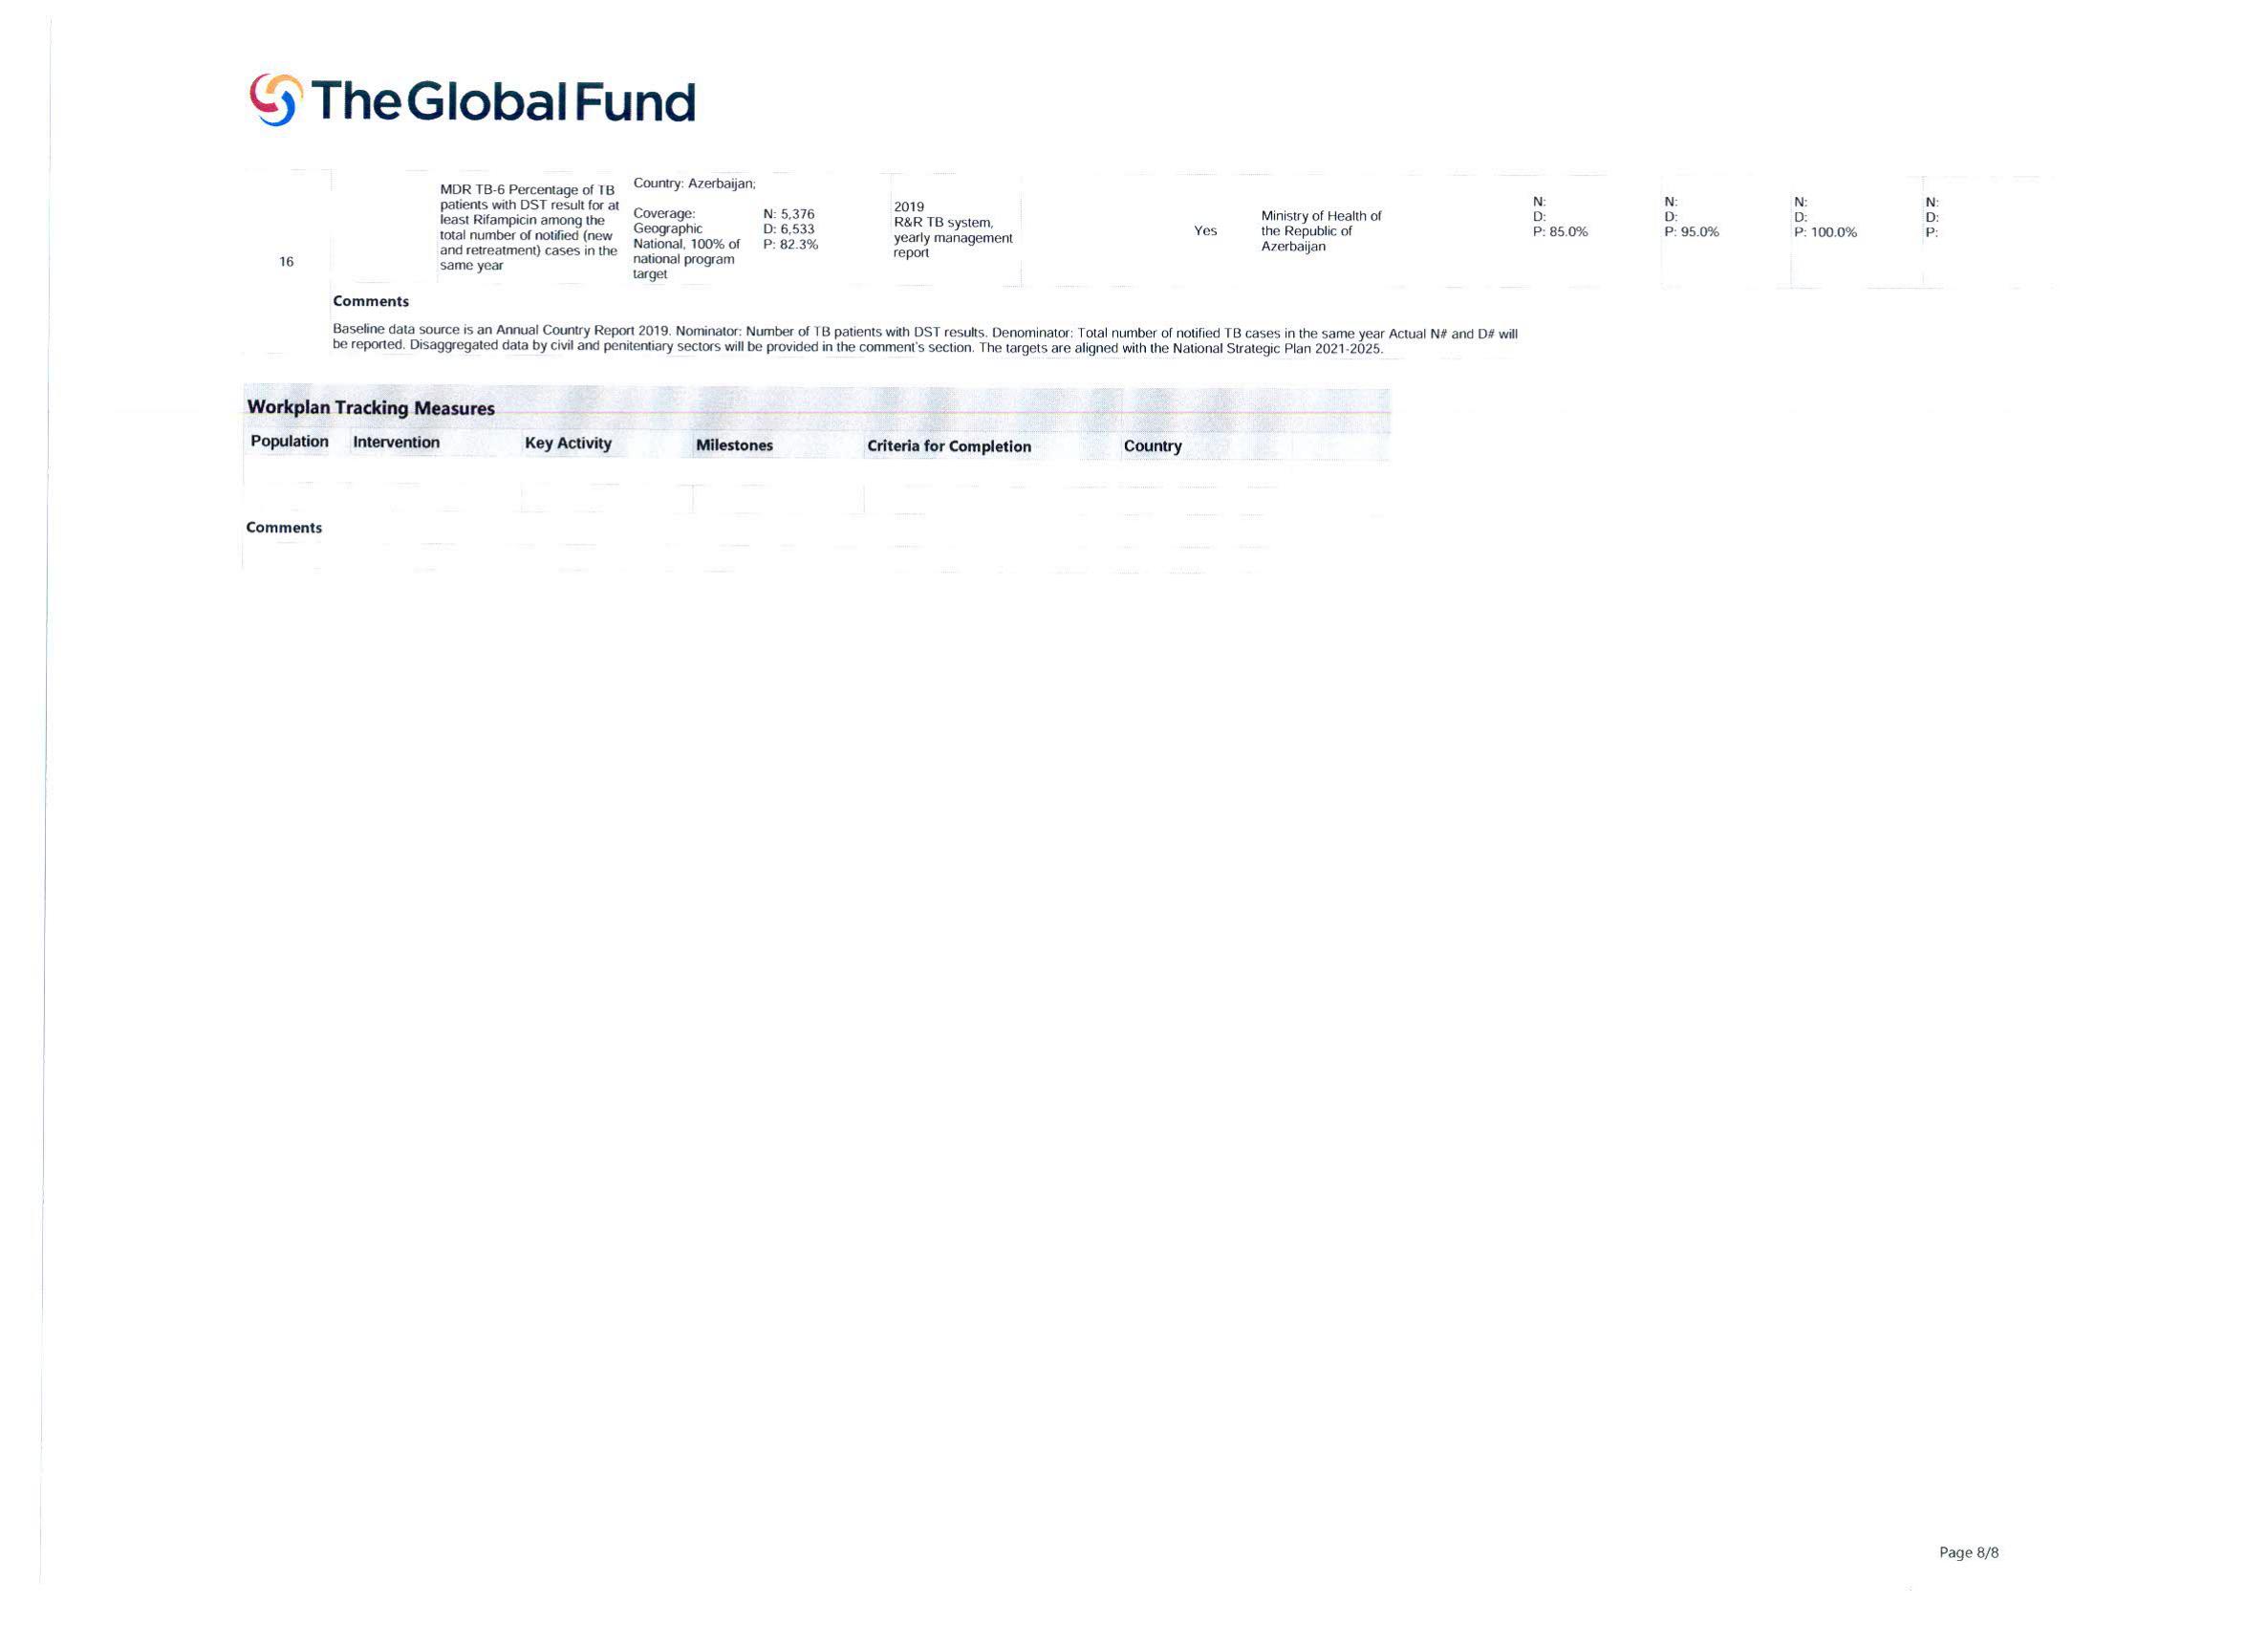 The Global Fund
16
MDR TB-6 Percentage of TB
patients with DST result for at
least Rifampicin among the
total number of notified (new
and retreatment) cases in the
same year
Country: Azerbaijan;
Coverage:
Geographic
National, 100% of
national program
target
N: 5,376
D: 6,533
P: 82.3%
2019
R&R TB system,
yearly management
report
Yes
Ministry of Health of
the Republic of
Azerbaijan
N:
D:
P: 85.0%
N:
D:
P: 95.0%
N:
D:
P: 100.0%
N:
D:
P:
Comments
Baseline data source is an Annual Country Report 2019. Nominator: Number of TB patients with DST results. Denominator: Total number of notified TB cases in the same year Actual N# and D# will
be reported. Disaggregated data by civil and penitentiary sectors will be provided in the comment's section. The targets are aligned with the National Strategic Plan 2021-2025.
Workplan Tracking Measures
Population Intervention Key Activity Milestones Criteria for Completion Country
Comments
Page 8/8